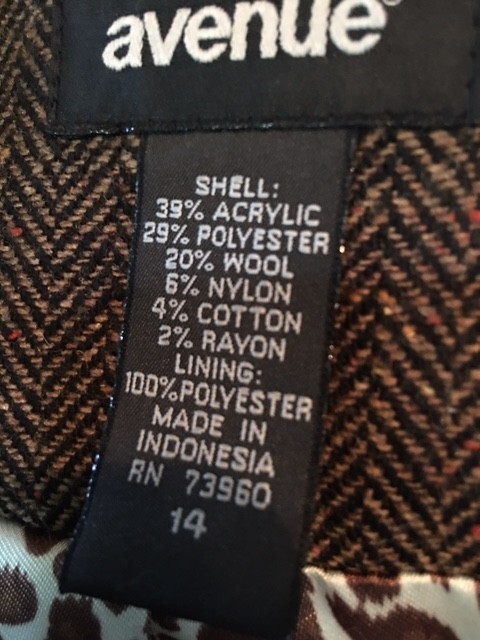 avenue®
SHELL:
39% ACRYLIC
29% POLYESTER
20% WOOL
6% NYLON
4% COTTON
2% RAYON
LINING:
100%POLYESTER
MADE IN
INDONESIA
RN 73960
14